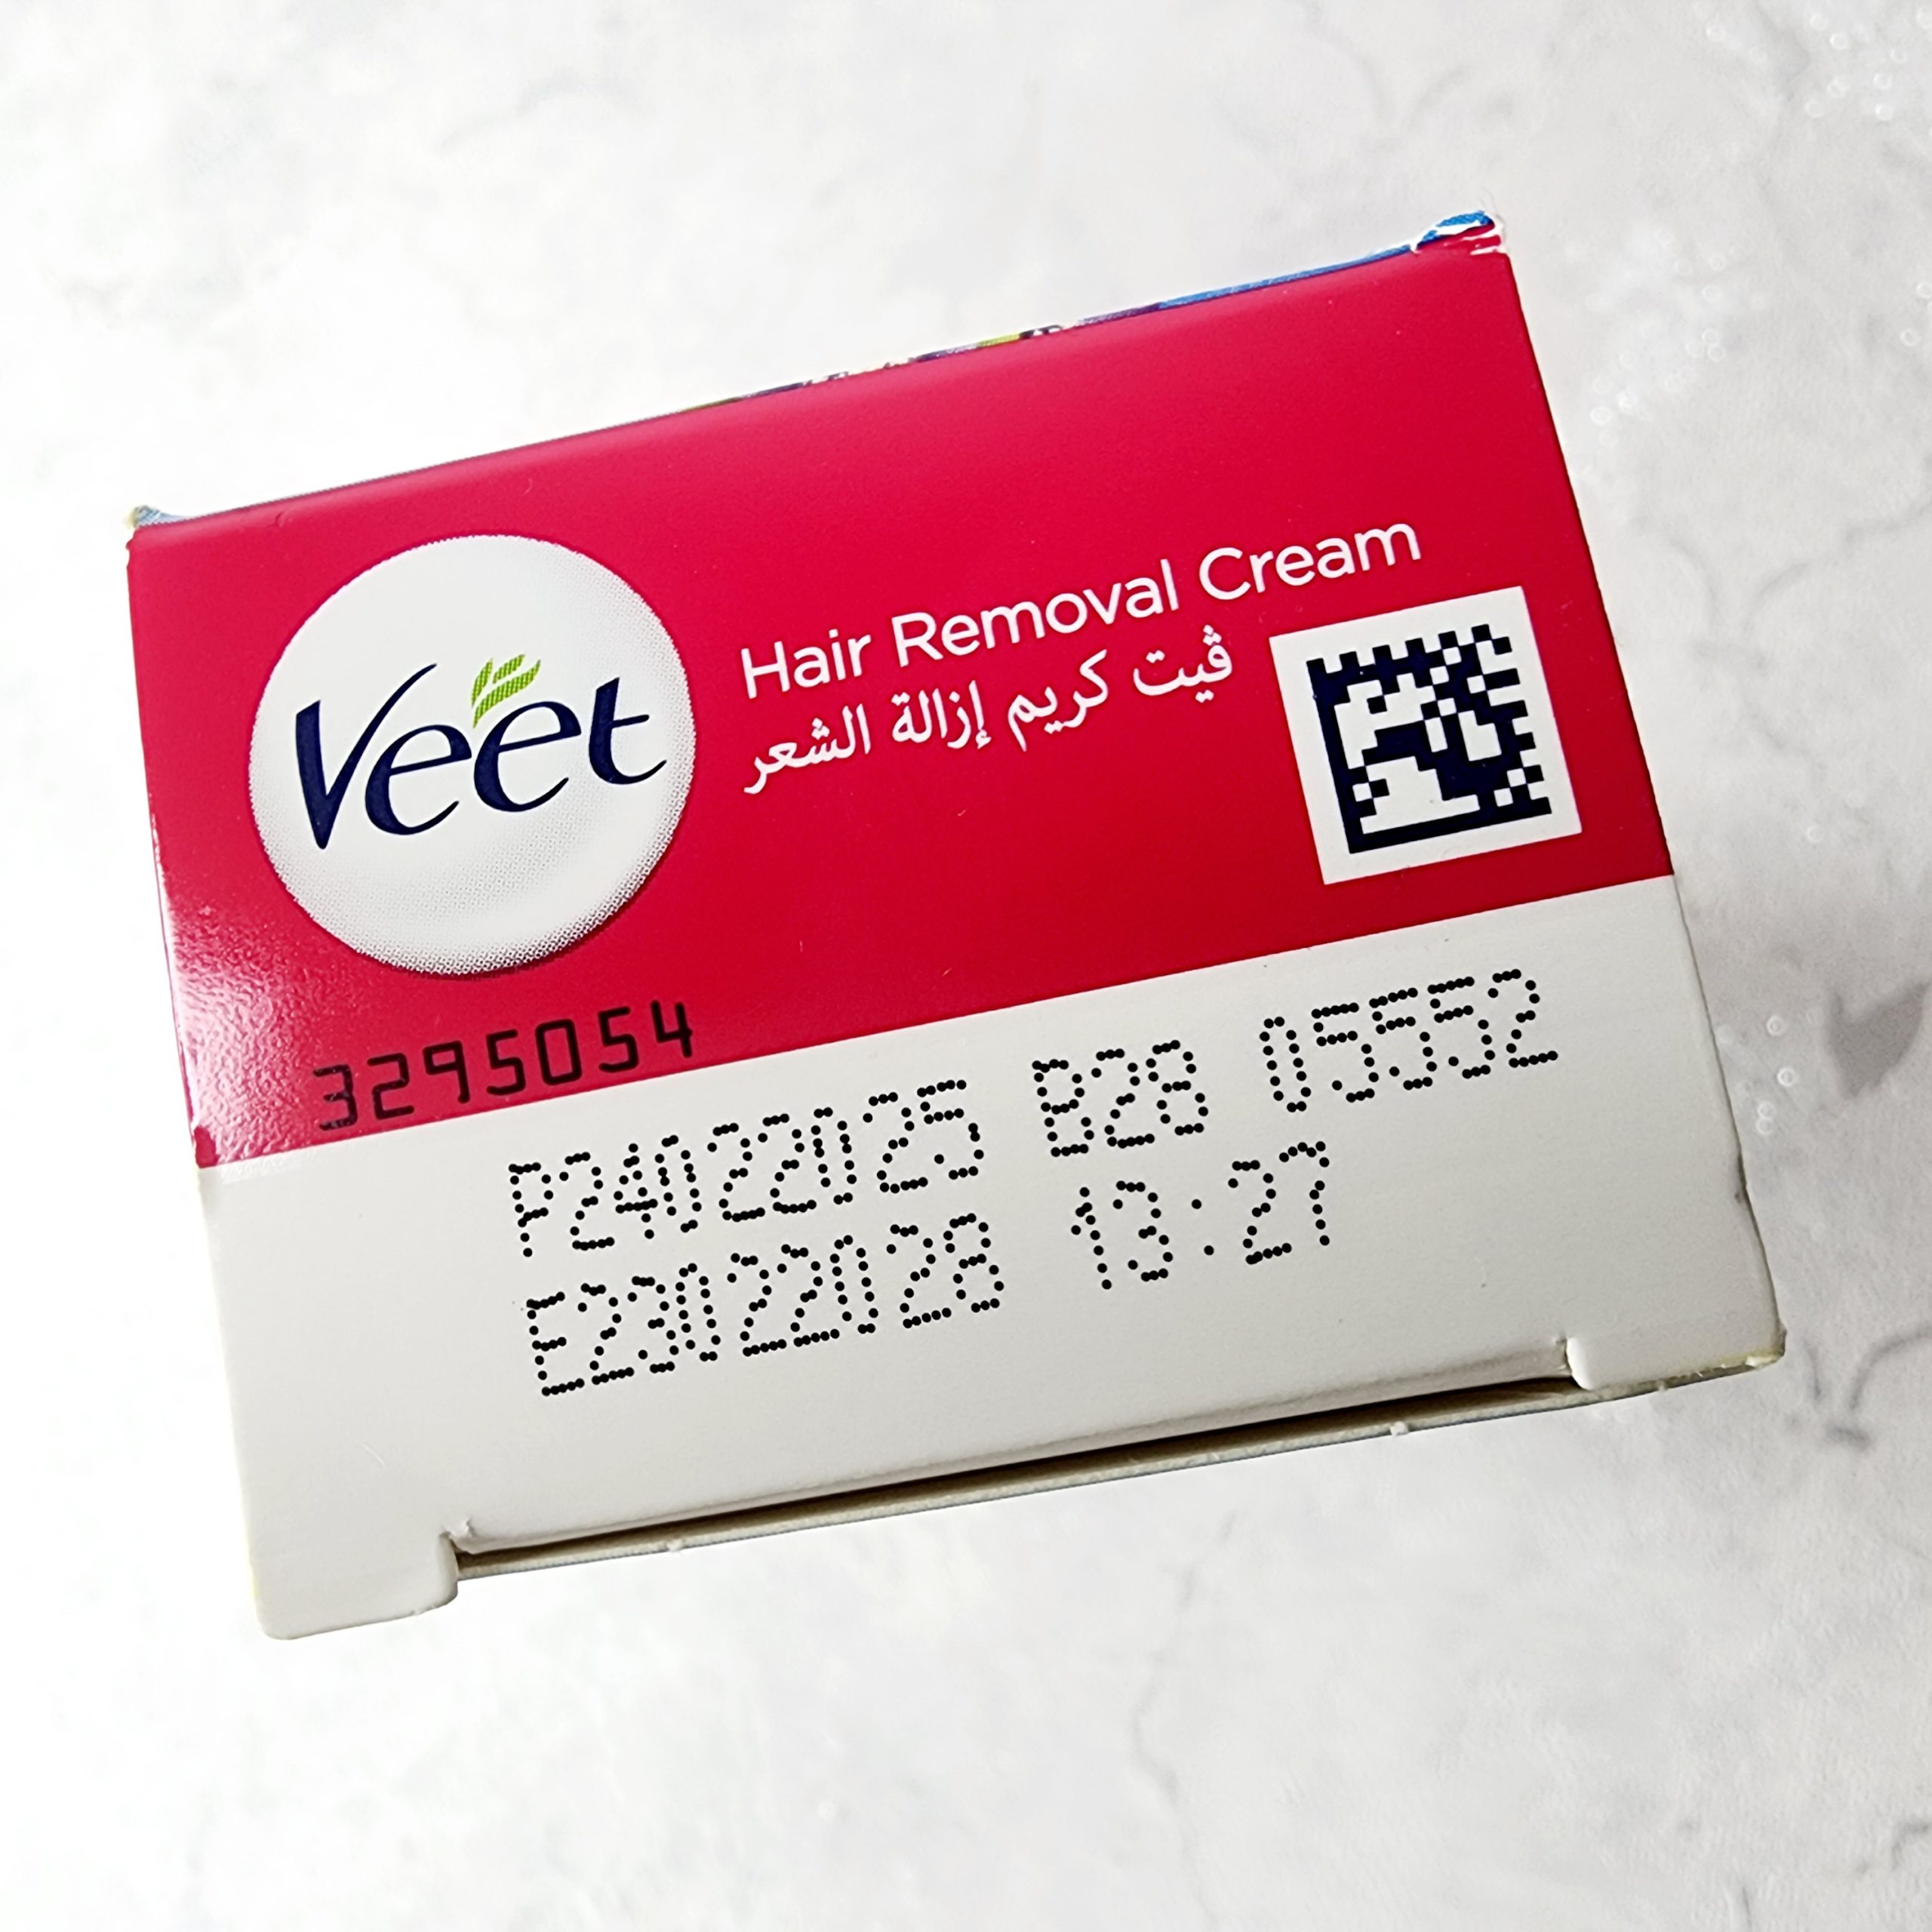 Veet
Hair Removal Cream
ڤيت كريم إزالة الشعر
3295054
P24022025 B28 05552
E23022028 13:27